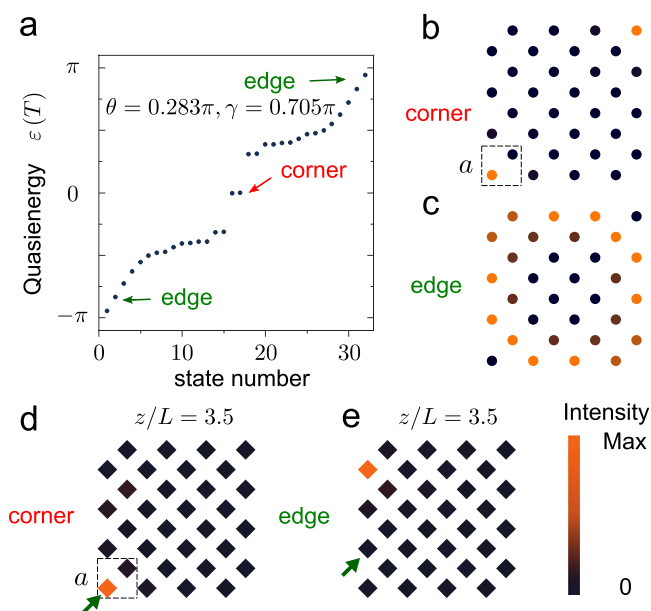 a
Quasienergy ε(T)
π
0
−π
edge
θ = 0.283π, γ = 0.705π
corner
edge
0
10
20
30
state number
b
corner
a
c
edge
d
z/L = 3.5
corner
a
e
z/L = 3.5
edge
Intensity
Max
0